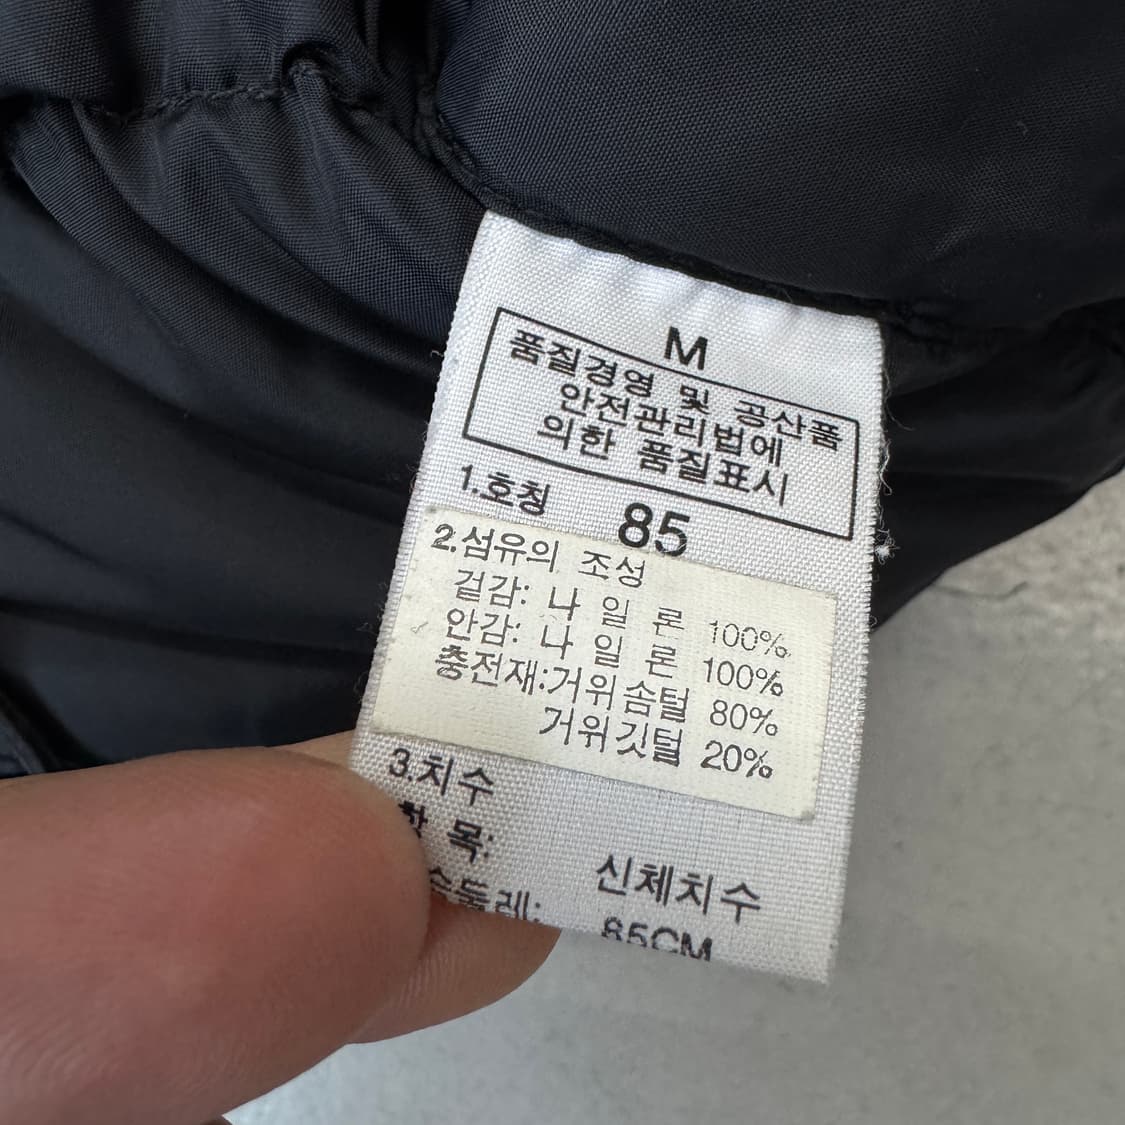 M
품질경영 및 공산품
안전관리법에
의한 품질표시
1.호칭 85
2.섬유의 조성
겉감: 나 일 론 100%
안감: 나 일 론 100%
충전재:거위솜털 80%
거위깃털 20%
3.치수
항 목: 신체치수
85CM